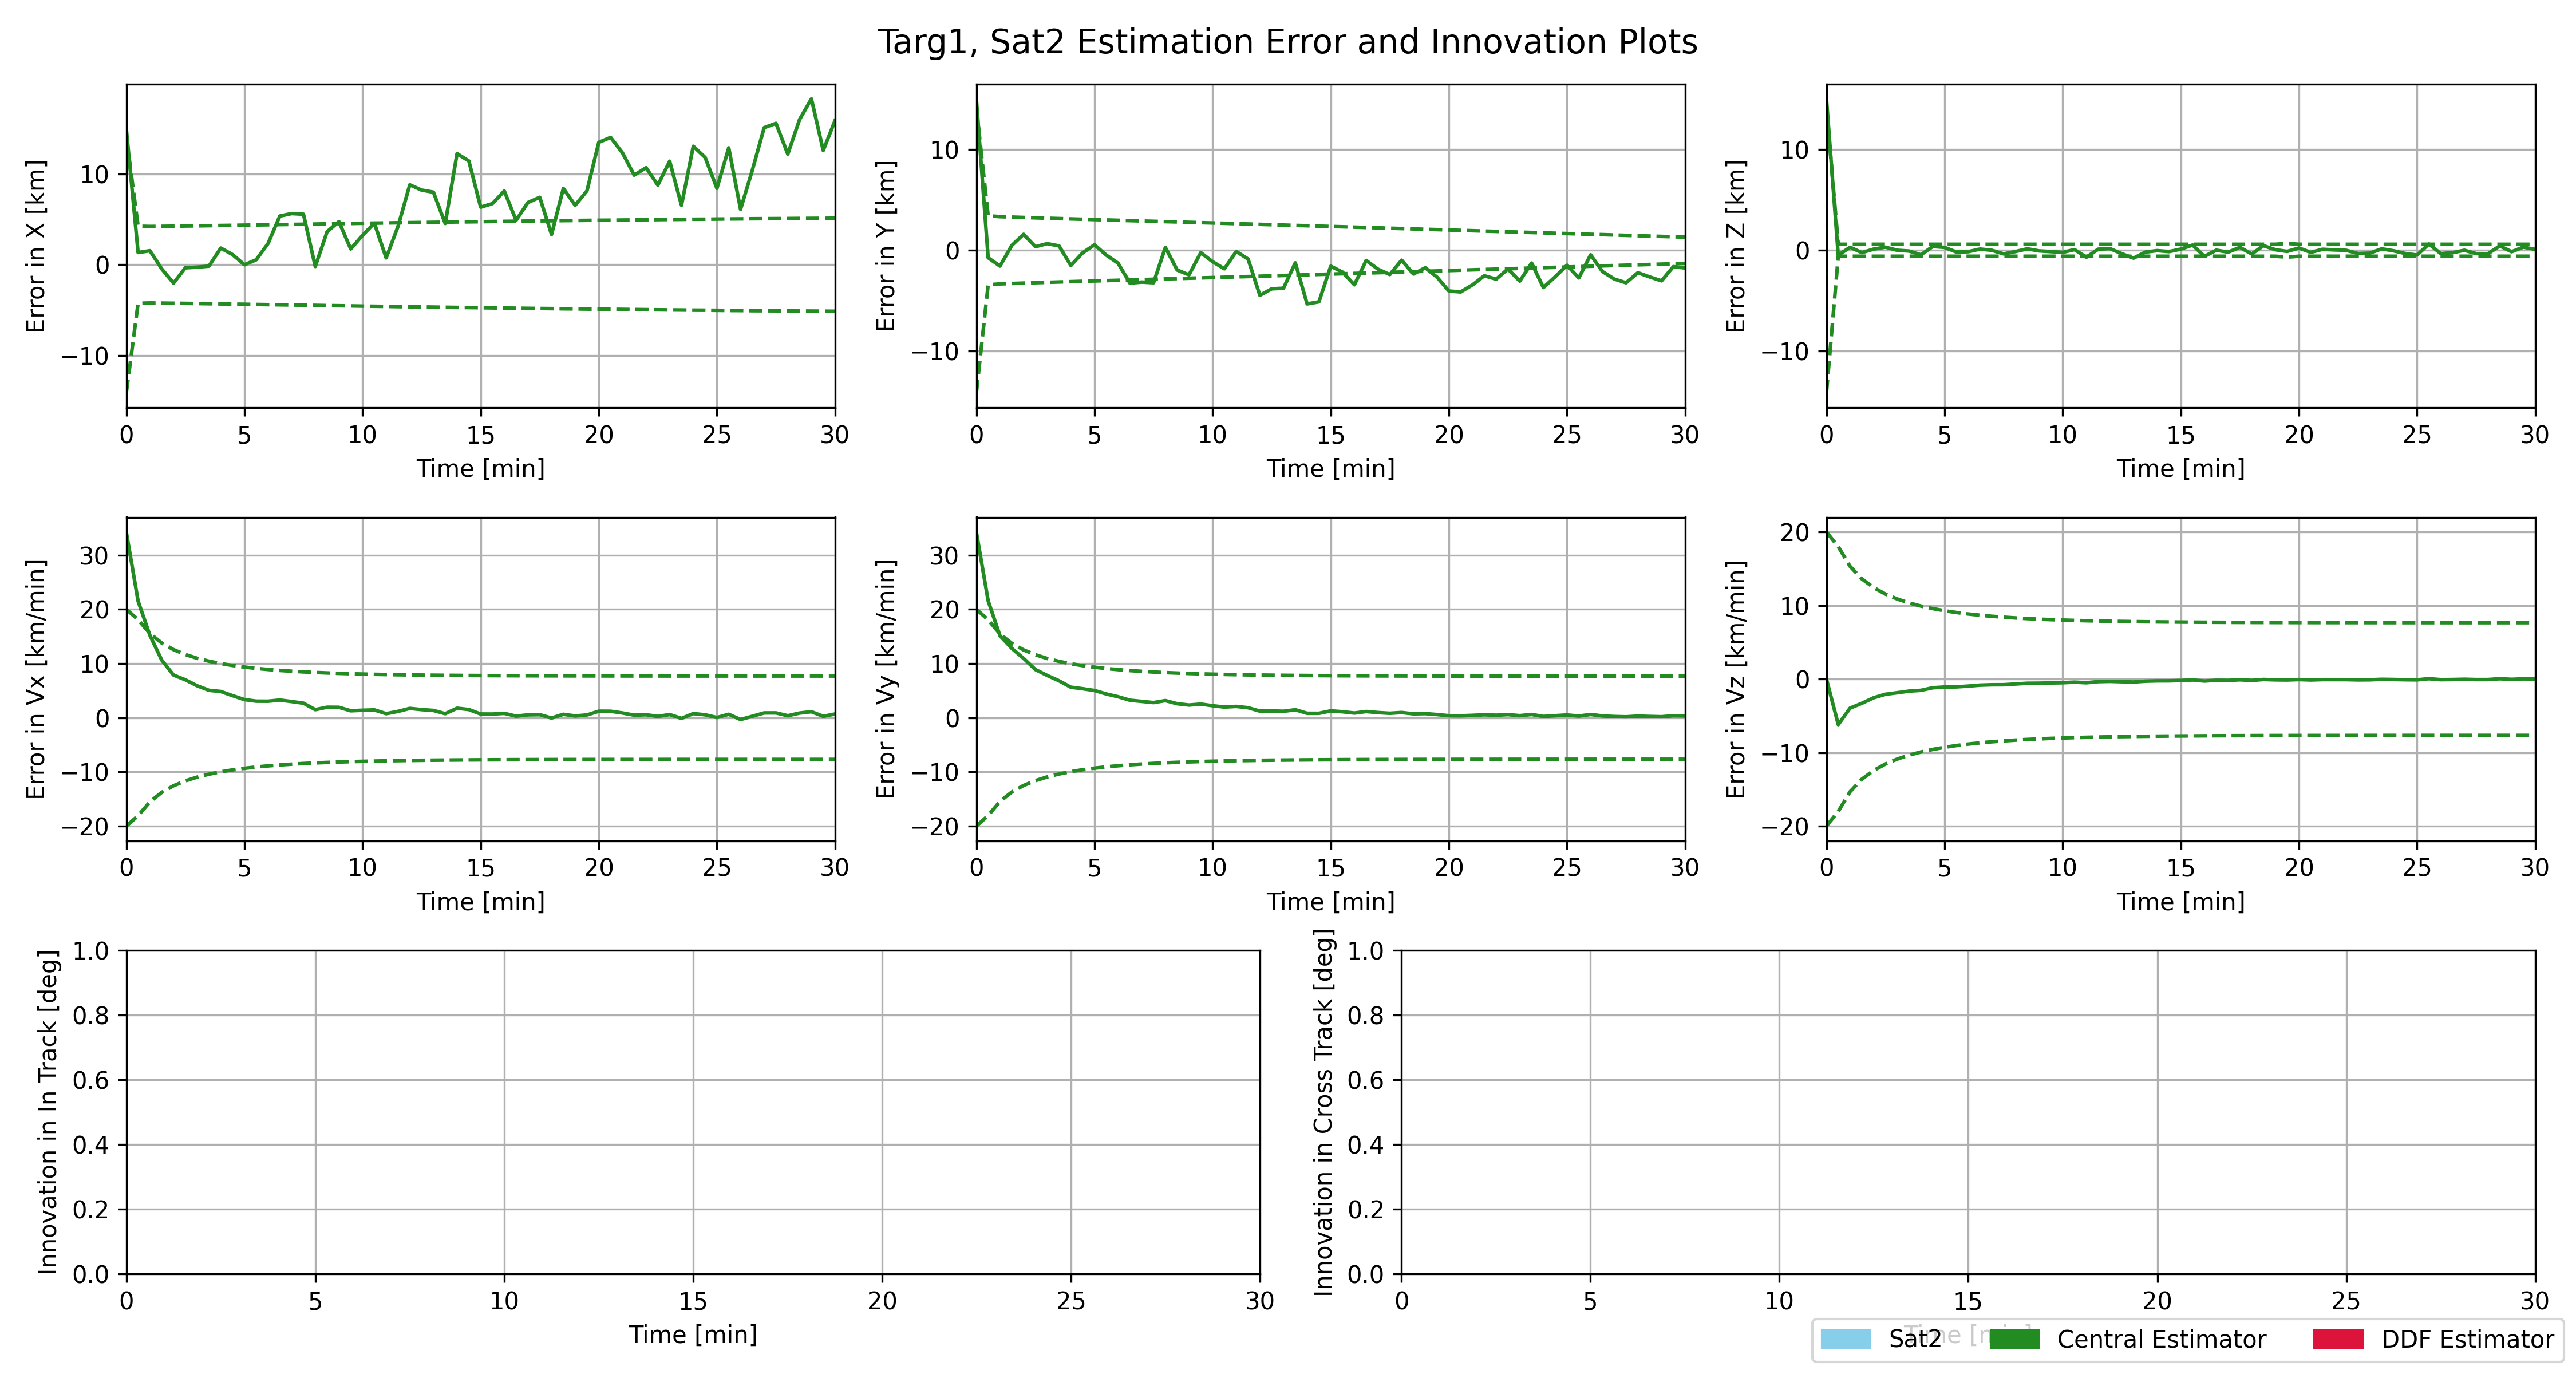 Targ1, Sat2 Estimation Error and Innovation Plots
Error in X [km]
10
0
−10
0 5 10 15 20 25 30
Time [min]
Error in Y [km]
10
0
−10
0 5 10 15 20 25 30
Time [min]
Error in Z [km]
10
0
−10
0 5 10 15 20 25 30
Time [min]
Error in Vx [km/min]
30
20
10
0
−10
−20
0 5 10 15 20 25 30
Time [min]
Error in Vy [km/min]
30
20
10
0
−10
−20
0 5 10 15 20 25 30
Time [min]
Error in Vz [km/min]
20
10
0
−10
−20
0 5 10 15 20 25 30
Time [min]
Innovation in In Track [deg]
1.0
0.8
0.6
0.4
0.2
0.0
0 5 10 15 20 25 30
Time [min]
Innovation in Cross Track [deg]
1.0
0.8
0.6
0.4
0.2
0.0
0 5 10 15 20 25 30
Time [min]
Sat2 Central Estimator DDF Estimator